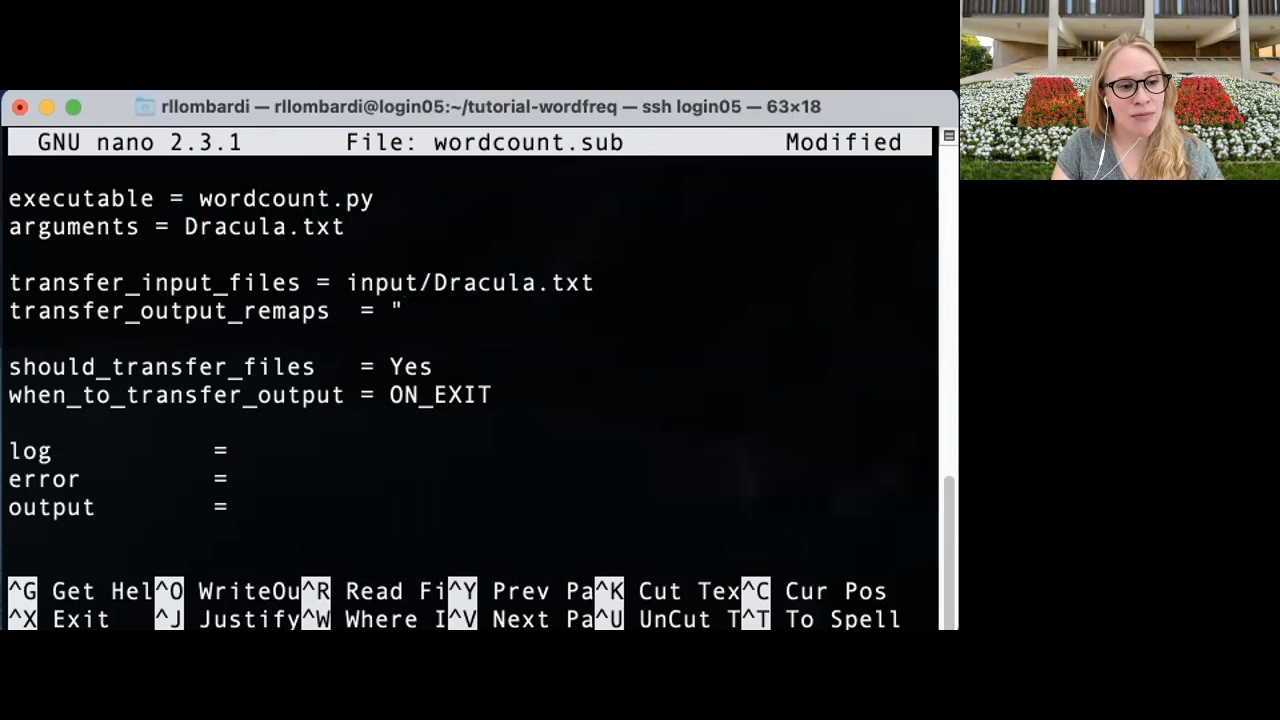 rllombardi — rllombardi@login05:~/tutorial-wordfreq — ssh login05 — 63×18
GNU nano 2.3.1 File: wordcount.sub Modified
executable = wordcount.py
arguments = Dracula.txt
transfer_input_files = input/Dracula.txt
transfer_output_remaps = "
should_transfer_files = Yes
when_to_transfer_output = ON_EXIT
log =
error =
output =
^G Get Hel^O WriteOu^R Read Fi^Y Prev Pa^K Cut Tex^C Cur Pos
^X Exit ^J Justify^W Where I^V Next Pa^U UnCut T^T To Spell